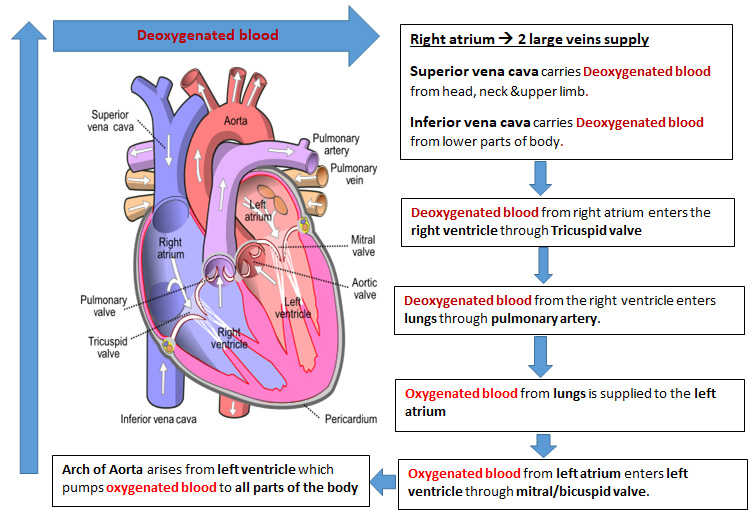 Deoxygenated blood
Right atrium → 2 large veins supply
Superior vena cava carries Deoxygenated blood
from head, neck &upper limb.
Inferior vena cava carries Deoxygenated blood
from lower parts of body.
Superior
vena cava
Aorta
Pulmonary
artery
Pulmonary
vein
Left
atrium
Right
atrium
Mitral
valve
Aortic
valve
Pulmonary
valve
Left
ventricle
Tricuspid
valve
Right
ventricle
Inferior vena cava
Pericardium
Deoxygenated blood from right atrium enters the
right ventricle through Tricuspid valve
Deoxygenated blood from the right ventricle enters
lungs through pulmonary artery.
Oxygenated blood from lungs is supplied to the left
atrium
Oxygenated blood from left atrium enters left
ventricle through mitral/bicuspid valve.
Arch of Aorta arises from left ventricle which
pumps oxygenated blood to all parts of the body